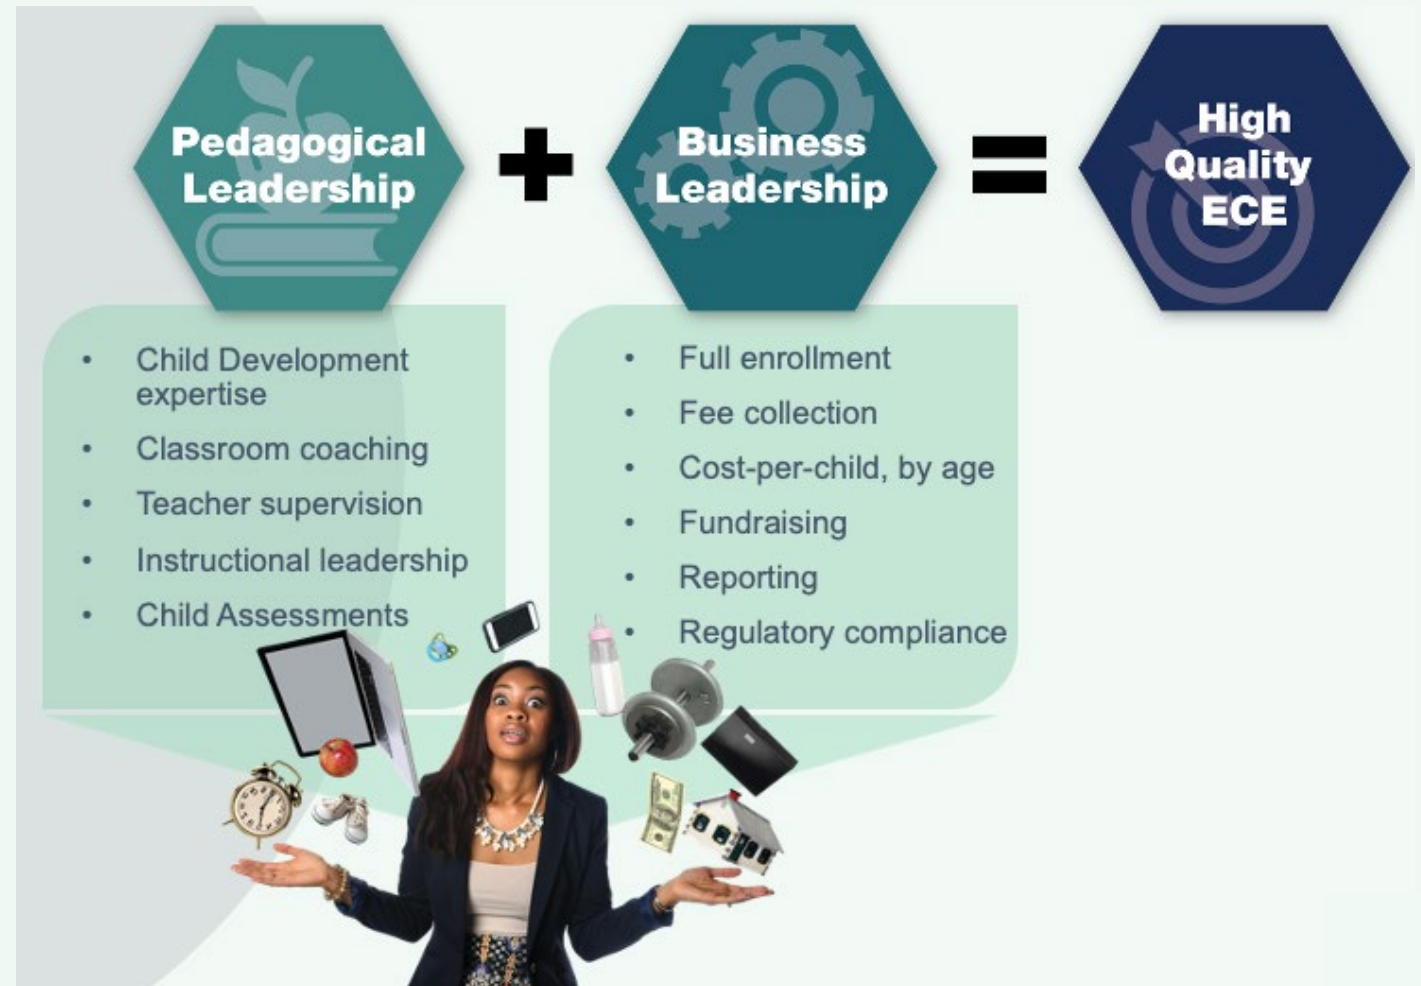 Pedagogical
Leadership
+
Business
Leadership
=
High
Quality
ECE
• Child Development
expertise
• Classroom coaching
• Teacher supervision
• Instructional leadership
• Child Assessments
• Full enrollment
• Fee collection
• Cost-per-child, by age
• Fundraising
• Reporting
• Regulatory compliance